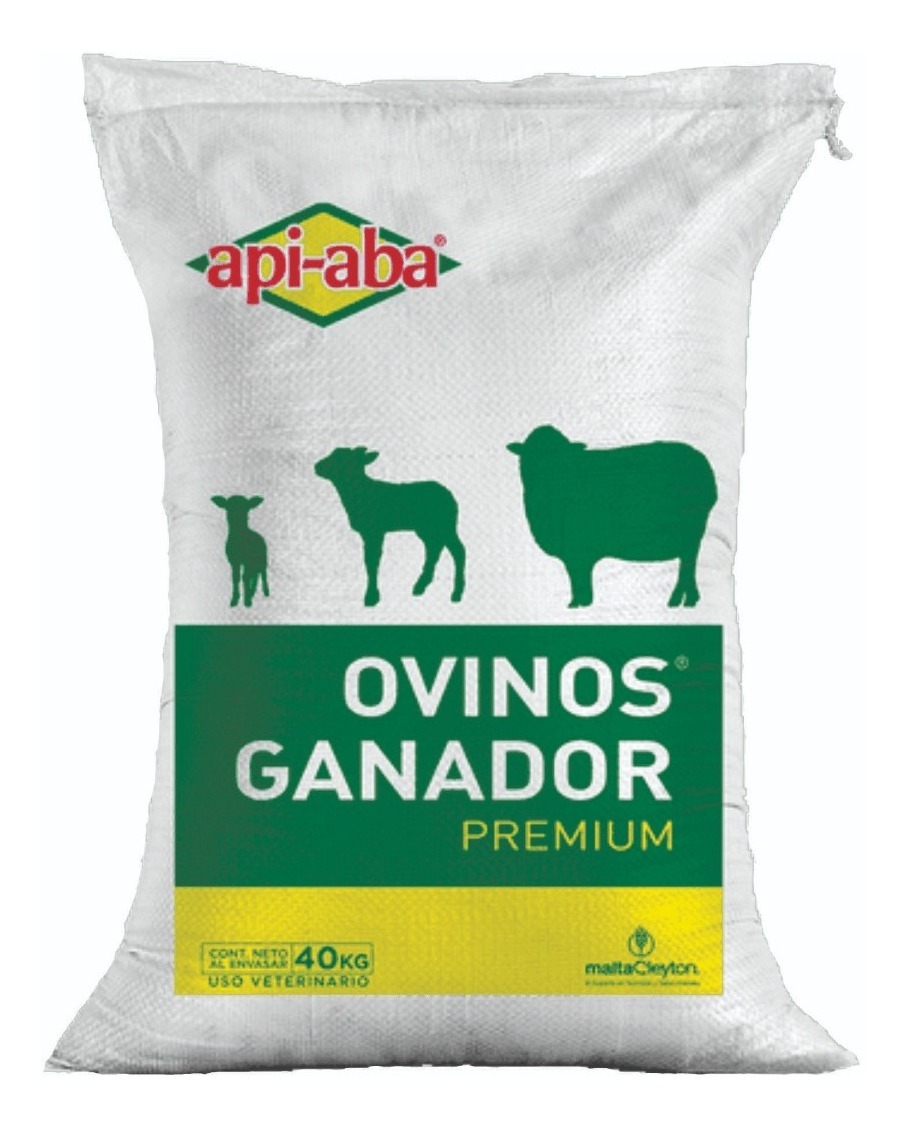 api-aba®
OVINOS®
GANADOR
PREMIUM
CONT. NETO
AL ENVASAR
40KG
USO VETERINARIO
maltaCleyton.